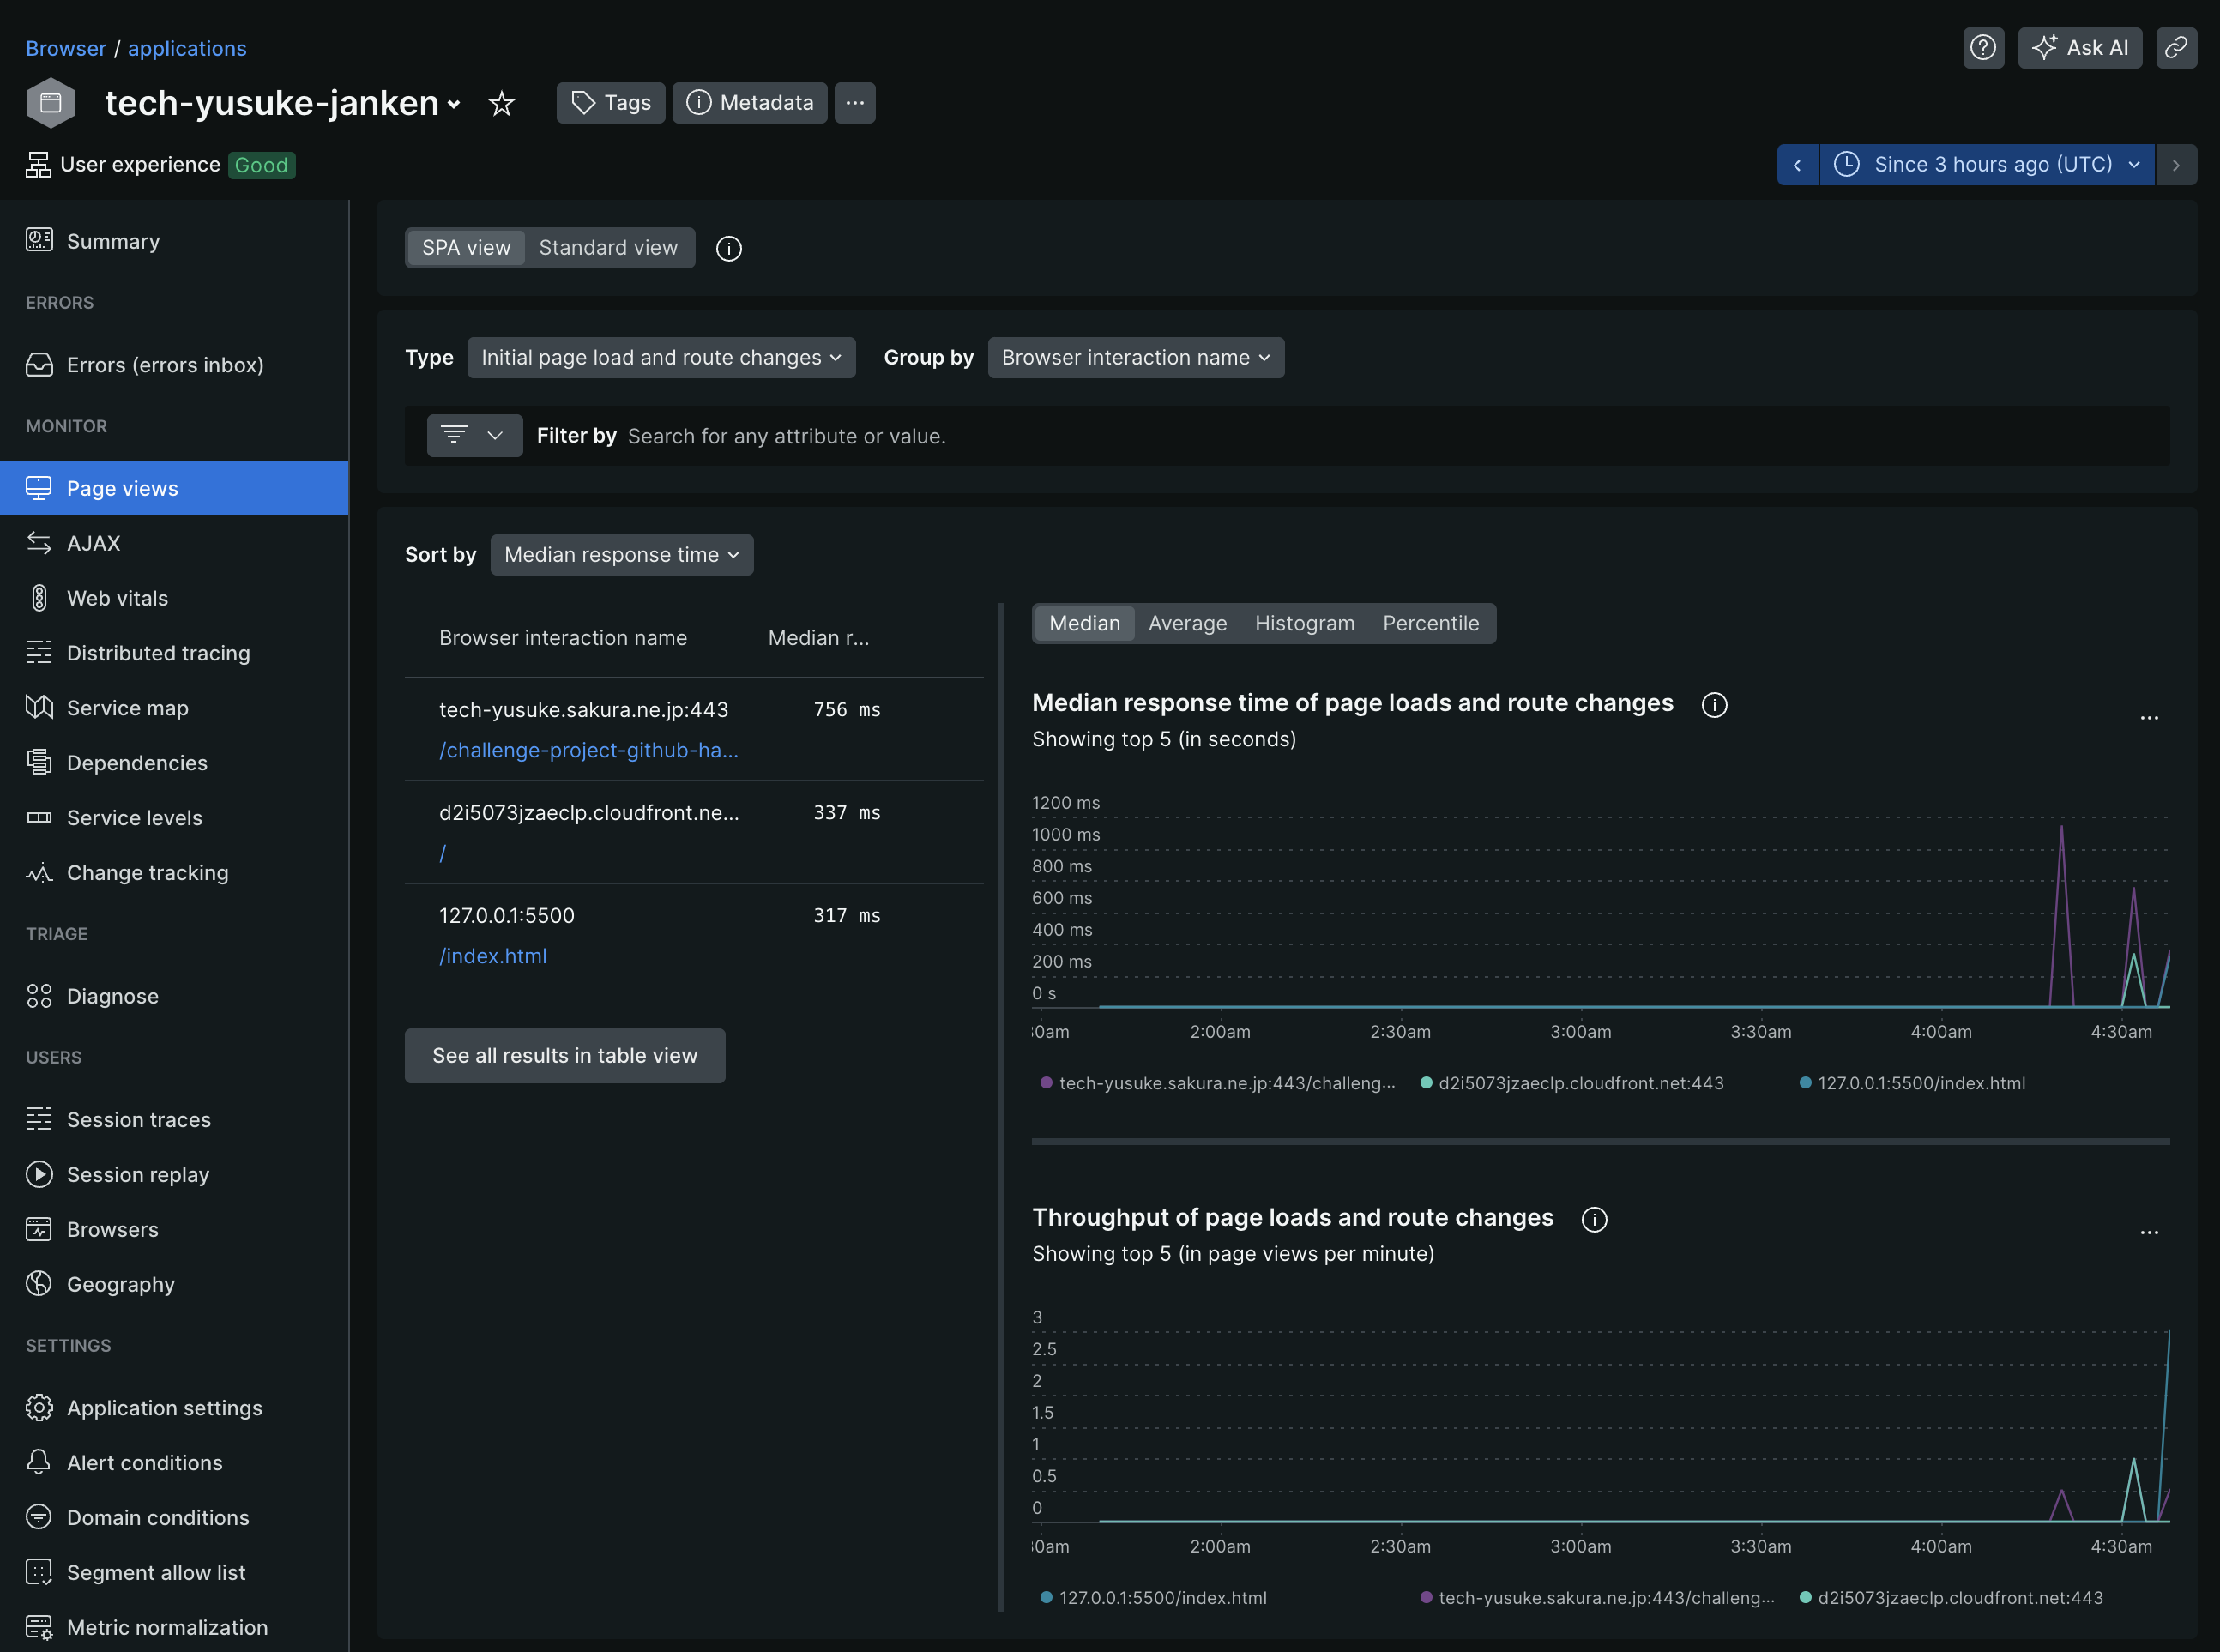 Browser / applications
Ask AI
tech-yusuke-janken
Tags
Metadata
...
User experience Good
Since 3 hours ago (UTC)
Summary
ERRORS
Errors (errors inbox)
MONITOR
Page views
AJAX
Web vitals
Distributed tracing
Service map
Dependencies
Service levels
Change tracking
TRIAGE
Diagnose
USERS
Session traces
Session replay
Browsers
Geography
SETTINGS
Application settings
Alert conditions
Domain conditions
Segment allow list
Metric normalization
SPA view Standard view
Type Initial page load and route changes Group by Browser interaction name
Filter by Search for any attribute or value.
Sort by Median response time
Browser interaction name Median r...
tech-yusuke.sakura.ne.jp:443 756 ms
/challenge-project-github-ha...
d2i5073jzaeclp.cloudfront.ne... 337 ms
/
127.0.0.1:5500 317 ms
/index.html
See all results in table view
Median Average Histogram Percentile
Median response time of page loads and route changes
...
Showing top 5 (in seconds)
1200 ms
1000 ms
800 ms
600 ms
400 ms
200 ms
0 s
30am 2:00am 2:30am 3:00am 3:30am 4:00am 4:30am
tech-yusuke.sakura.ne.jp:443/challeng... d2i5073jzaeclp.cloudfront.net:443 127.0.0.1:5500/index.html
Throughput of page loads and route changes
...
Showing top 5 (in page views per minute)
3
2.5
2
1.5
1
0.5
0
30am 2:00am 2:30am 3:00am 3:30am 4:00am 4:30am
127.0.0.1:5500/index.html tech-yusuke.sakura.ne.jp:443/challeng... d2i5073jzaeclp.cloudfront.net:443